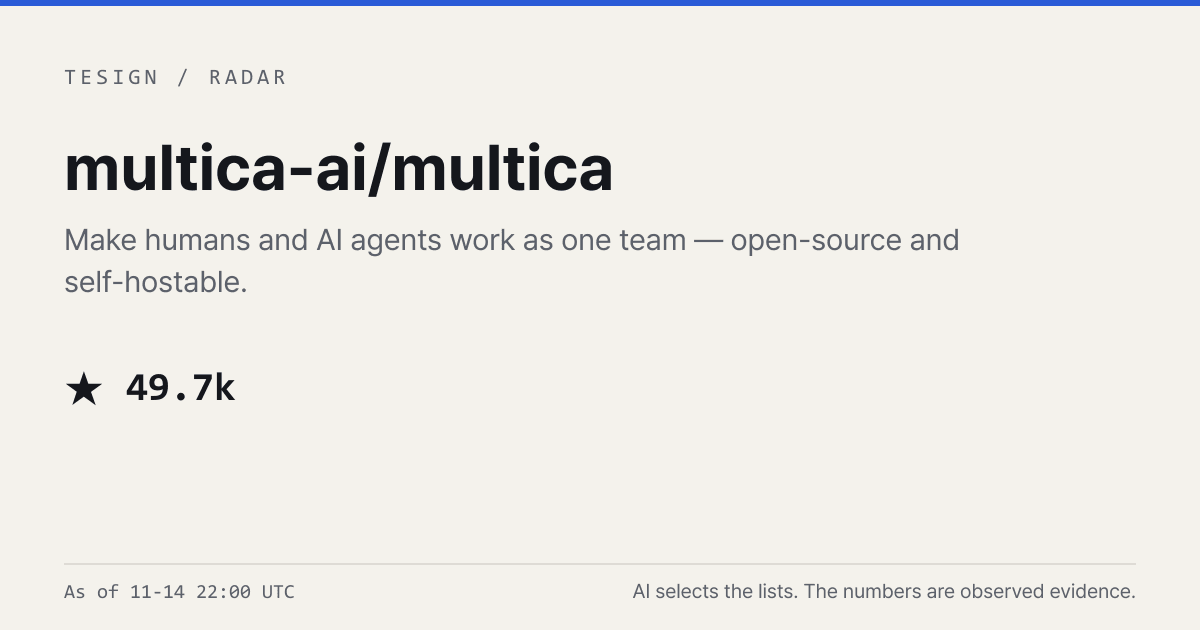 TESIGN / RADAR
multica-ai/multica
Make humans and AI agents work as one team — open-source and
self-hostable.
★ 49.7k
As of 11-14 22:00 UTC
AI selects the lists. The numbers are observed evidence.